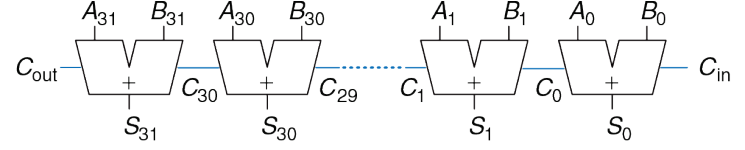 A31 B31 A30 B30 A1 B1 A0 B0
Cout + C30 + C29 C1 + C0 + Cin
S31 S30 S1 S0